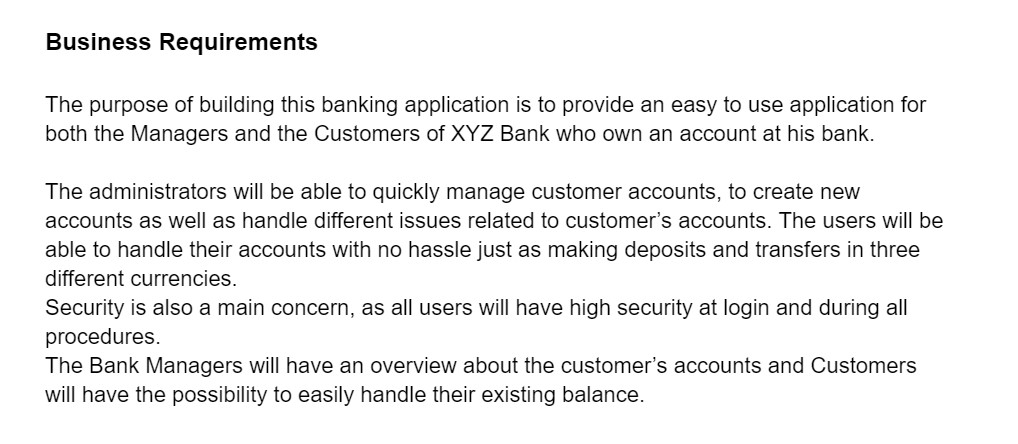 Business Requirements
The purpose of building this banking application is to provide an easy to use application for
both the Managers and the Customers of XYZ Bank who own an account at his bank.
The administrators will be able to quickly manage customer accounts, to create new
accounts as well as handle different issues related to customer’s accounts. The users will be
able to handle their accounts with no hassle just as making deposits and transfers in three
different currencies.
Security is also a main concern, as all users will have high security at login and during all
procedures.
The Bank Managers will have an overview about the customer’s accounts and Customers
will have the possibility to easily handle their existing balance.